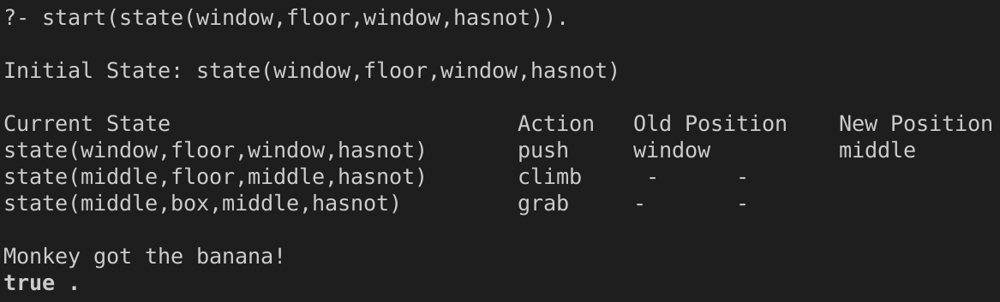 ?- start(state(window,floor,window,hasnot)).
Initial State: state(window,floor,window,hasnot)
Current State Action Old Position New Position
state(window,floor,window,hasnot) push window middle
state(middle,floor,middle,hasnot) climb - -
state(middle,box,middle,hasnot) grab - -
Monkey got the banana!
true .